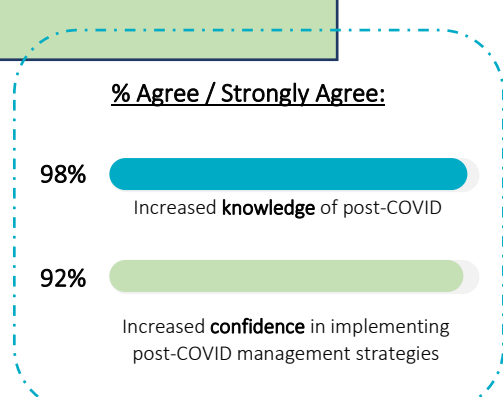 % Agree / Strongly Agree:
98%
Increased knowledge of post-COVID
92%
Increased confidence in implementing
post-COVID management strategies